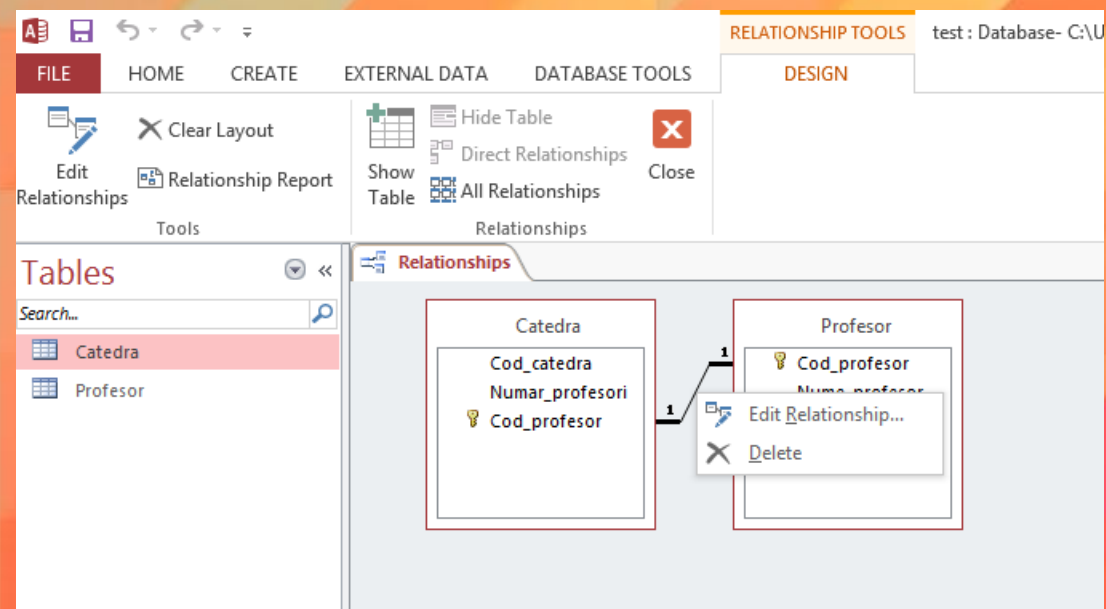 RELATIONSHIP TOOLS test : Database- C:\U
FILE HOME CREATE EXTERNAL DATA DATABASE TOOLS DESIGN
Edit Relationships
Clear Layout
Relationship Report
Tools
Show Table
Hide Table
Direct Relationships
All Relationships
Close
Relationships
Tables
Search...
Catedra
Profesor
Relationships
Catedra
Cod_catedra
Numar_profesori
Cod_profesor
1
1
Profesor
Cod_profesor
Nume_profesor
Edit Relationship...
Delete